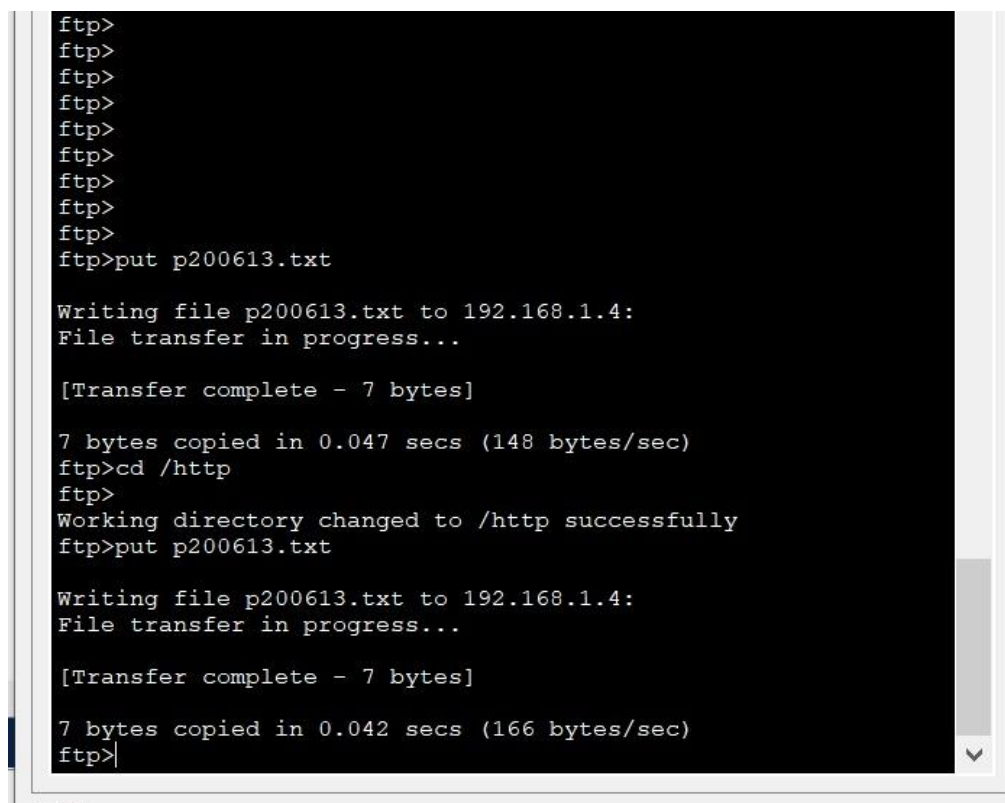 ftp>
ftp>
ftp>
ftp>
ftp>
ftp>
ftp>
ftp>
ftp>
ftp>put p200613.txt
Writing file p200613.txt to 192.168.1.4:
File transfer in progress...
[Transfer complete - 7 bytes]
7 bytes copied in 0.047 secs (148 bytes/sec)
ftp>cd /http
ftp>
Working directory changed to /http successfully
ftp>put p200613.txt
Writing file p200613.txt to 192.168.1.4:
File transfer in progress...
[Transfer complete - 7 bytes]
7 bytes copied in 0.042 secs (166 bytes/sec)
ftp>